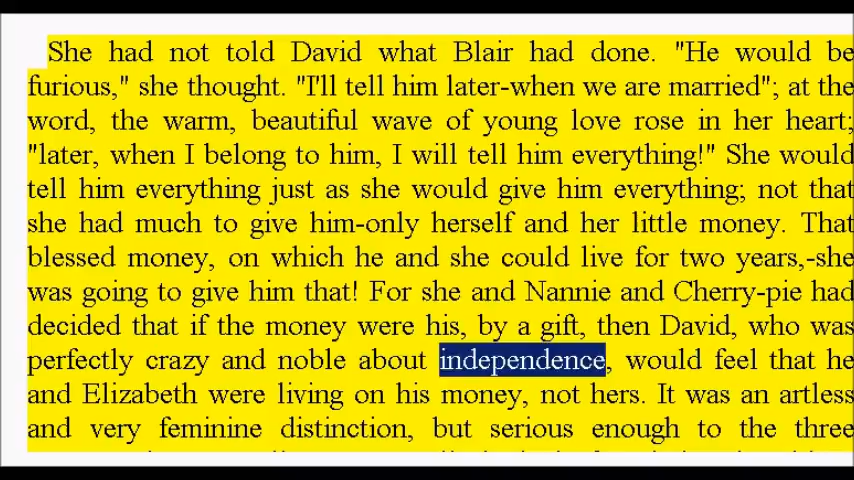 She had not told David what Blair had done. "He would be
furious," she thought. "I'll tell him later-when we are married"; at the
word, the warm, beautiful wave of young love rose in her heart;
"later, when I belong to him, I will tell him everything!" She would
tell him everything just as she would give him everything; not that
she had much to give him-only herself and her little money. That
blessed money, on which he and she could live for two years,-she
was going to give him that! For she and Nannie and Cherry-pie had
decided that if the money were his, by a gift, then David, who was
perfectly crazy and noble about independence, would feel that he
and Elizabeth were living on his money, not hers. It was an artless
and very feminine distinction, but serious enough to the three